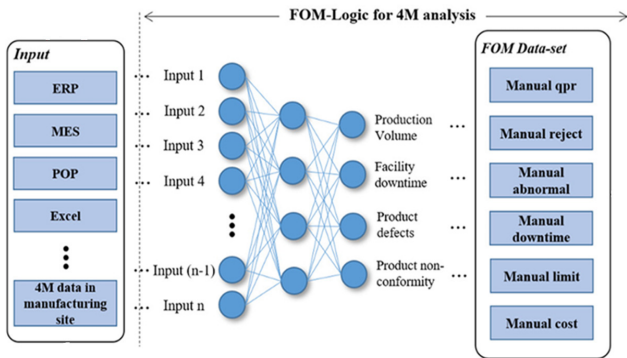 FOM-Logic for 4M analysis
Input
ERP
MES
POP
Excel
4M data in
manufacturing
site
Input 1
Input 2
Input 3
Input 4
Input (n-1)
Input n
Production
Volume
Facility
downtime
Product
defects
Product non-
conformity
FOM Data-set
Manual qpr
Manual reject
Manual
abnormal
Manual
downtime
Manual limit
Manual cost